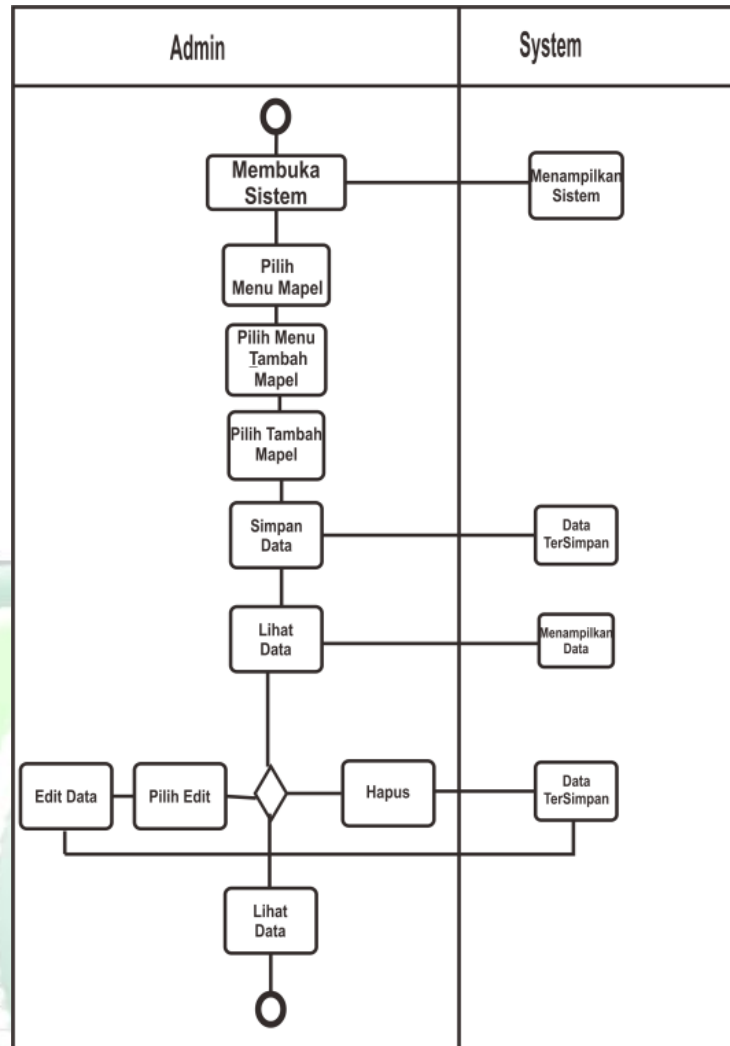 Admin
System
Membuka
Sistem
Menampilkan
Sistem
Pilih
Menu Mapel
Pilih Menu
Tambah
Mapel
Pilih Tambah
Mapel
Simpan
Data
Data
TerSimpan
Lihat
Data
Menampilkan
Data
Edit Data
Pilih Edit
Hapus
Data
TerSimpan
Lihat
Data